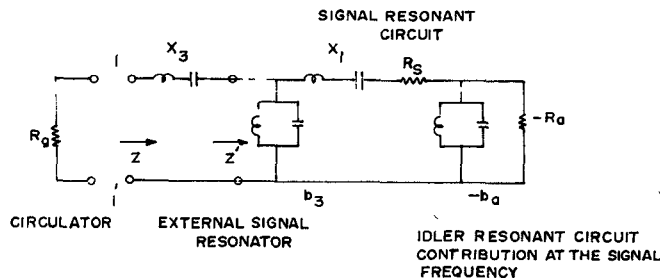 SIGNAL RESONANT
CIRCUIT
X3
X1
RS
1
Rg
Z
Z'
-Ra
1'
b3
-ba
CIRCULATOR
EXTERNAL SIGNAL
RESONATOR
IDLER RESONANT CIRCUIT
CONTRIBUTION AT THE SIGNAL
FREQUENCY